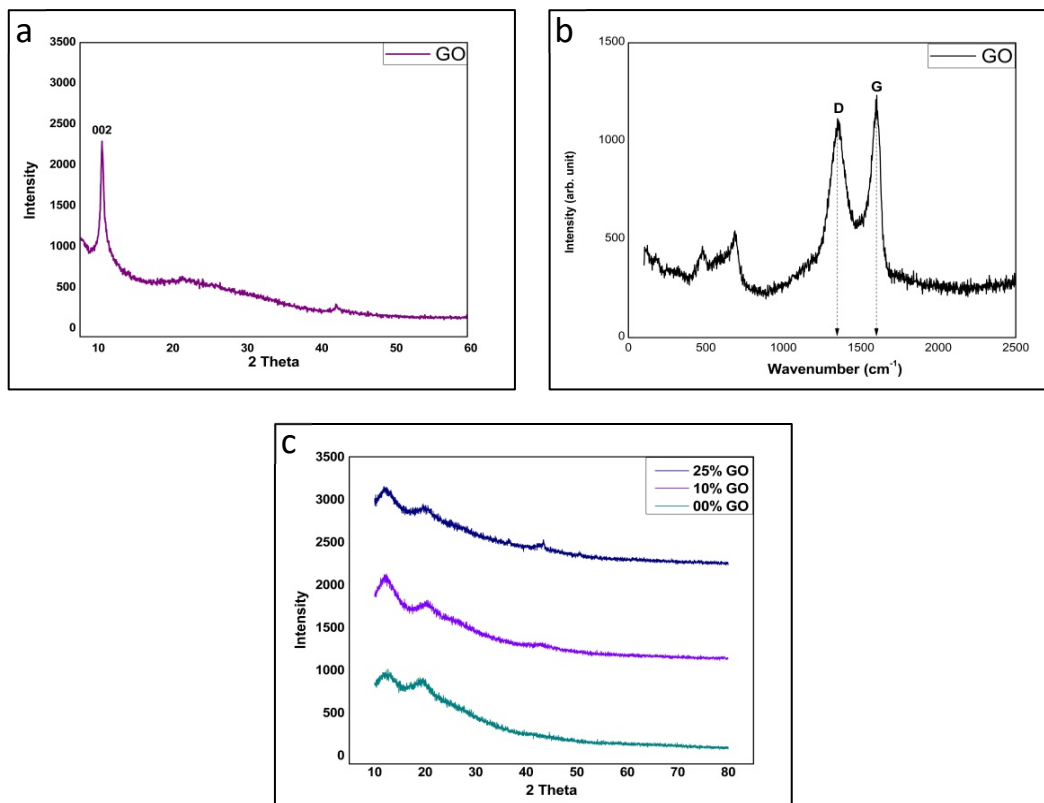 a
GO
002
3500
3000
2500
2000
1500
1000
500
0
Intensity
10 20 30 40 50 60
2 Theta
b
GO
D
G
1500
1000
500
0
Intensity (arb. unit)
0 500 1000 1500 2000 2500
Wavenumber (cm⁻¹)
c
25% GO
10% GO
00% GO
3500
3000
2500
2000
1500
1000
500
0
Intensity
10 20 30 40 50 60 70 80
2 Theta